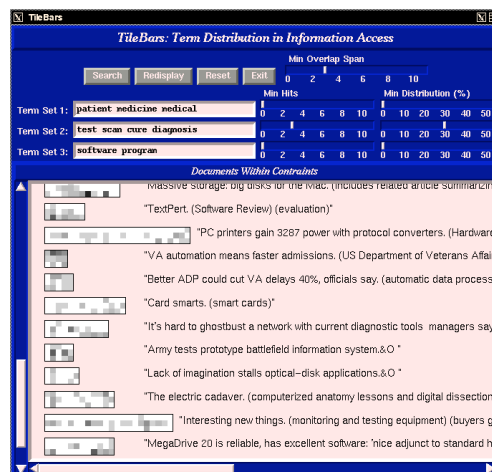 TileBars
TileBars: Term Distribution in Information Access
Min Overlap Span
Search Redisplay Reset Exit
0 2 4 6 8 10
Min Hits Min Distribution (%)
Term Set 1: patient medicine medical
0 2 4 6 8 10 0 10 20 30 40 50
Term Set 2: test scan cure diagnosis
0 2 4 6 8 10 0 10 20 30 40 50
Term Set 3: software program
0 2 4 6 8 10 0 10 20 30 40 50
Documents Within Contraints
"Massive storage: big disks for the Mac. (includes related article summarizin
"TextPert. (Software Review) (evaluation)"
"PC printers gain 3287 power with protocol converters. (Hardware
"VA automation means faster admissions. (US Department of Veterans Affai
"Better ADP could cut VA delays 40%, officials say. (automatic data process
"Card smarts. (smart cards)"
"It's hard to ghostbust a network with current diagnostic tools managers say
"Army tests prototype battlefield information system.&O "
"Lack of imagination stalls optical-disk applications.&O "
"The electric cadaver. (computerized anatomy lessons and digital dissection
"Interesting new things. (monitoring and testing equipment) (buyers g
"MegaDrive 20 is reliable, has excellent software: 'nice adjunct to standard h